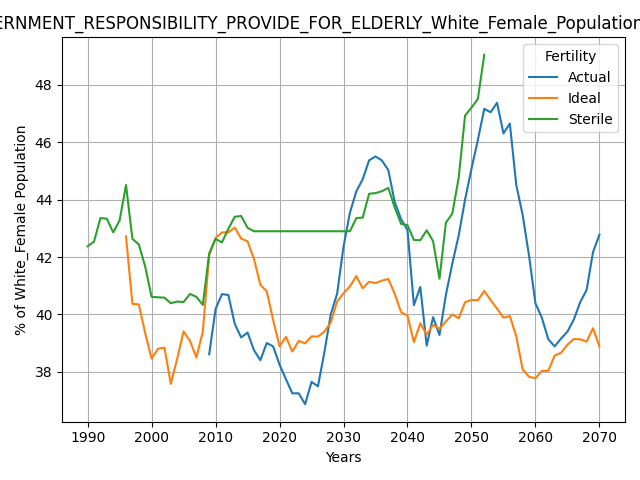 ERNMENT_RESPONSIBILITY_PROVIDE_FOR_ELDERLY_White_Female_Population
Fertility
Actual
Ideal
Sterile
% of White_Female Population
48
46
44
42
40
38
1990 2000 2010 2020 2030 2040 2050 2060 2070
Years